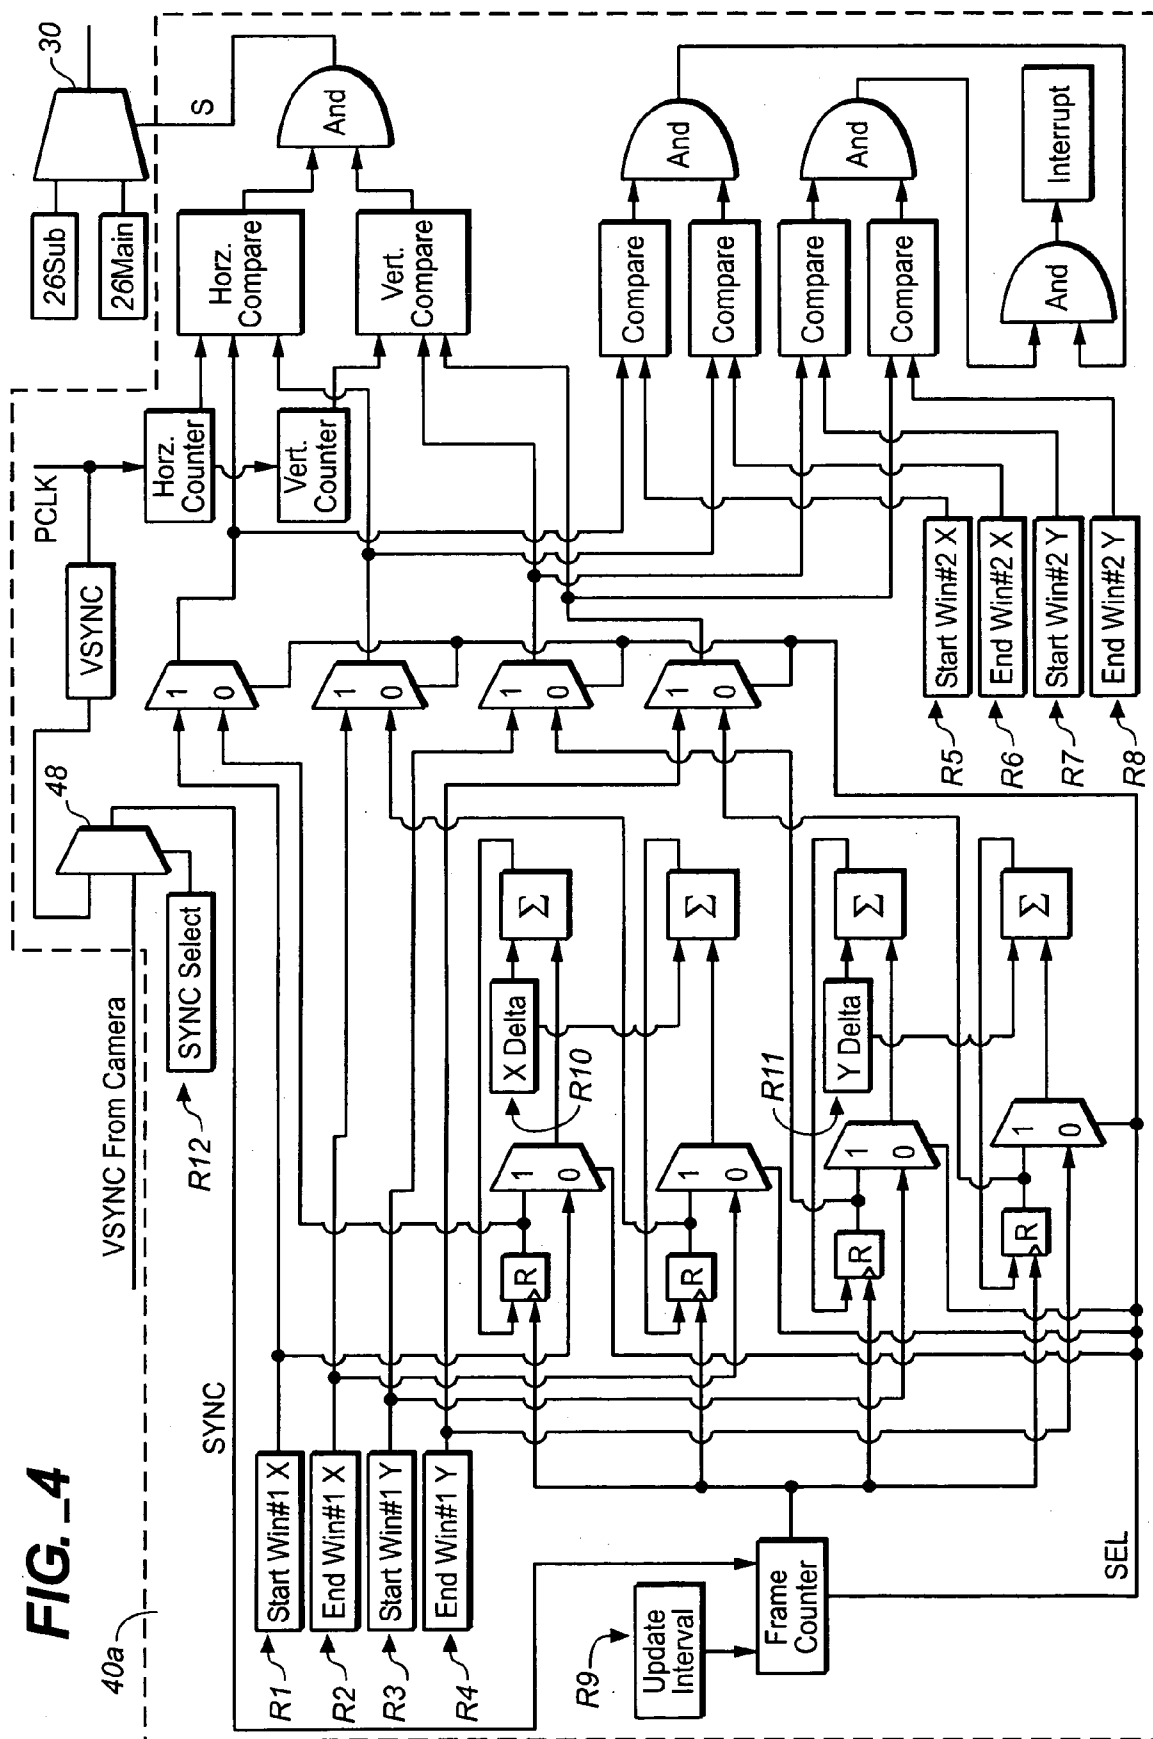 FIG._4
40a
VSYNC From Camera
48
VSYNC
PCLK
26Sub
26Main
30
S
R12
SYNC Select
SYNC
Horz.
Counter
Vert.
Counter
Horz.
Compare
Vert.
Compare
And
R1
Start Win#1 X
R2
End Win#1 X
R3
Start Win#1 Y
R4
End Win#1 Y
1
0
1
0
1
0
1
0
R
1
0
X Delta
R10
Σ
R
1
0
Σ
R
1
0
Y Delta
R11
Σ
R
1
0
Σ
Compare
Compare
And
Compare
Compare
And
And
Interrupt
R9
Update
Interval
Frame
Counter
SEL
R5
Start Win#2 X
R6
End Win#2 X
R7
Start Win#2 Y
R8
End Win#2 Y